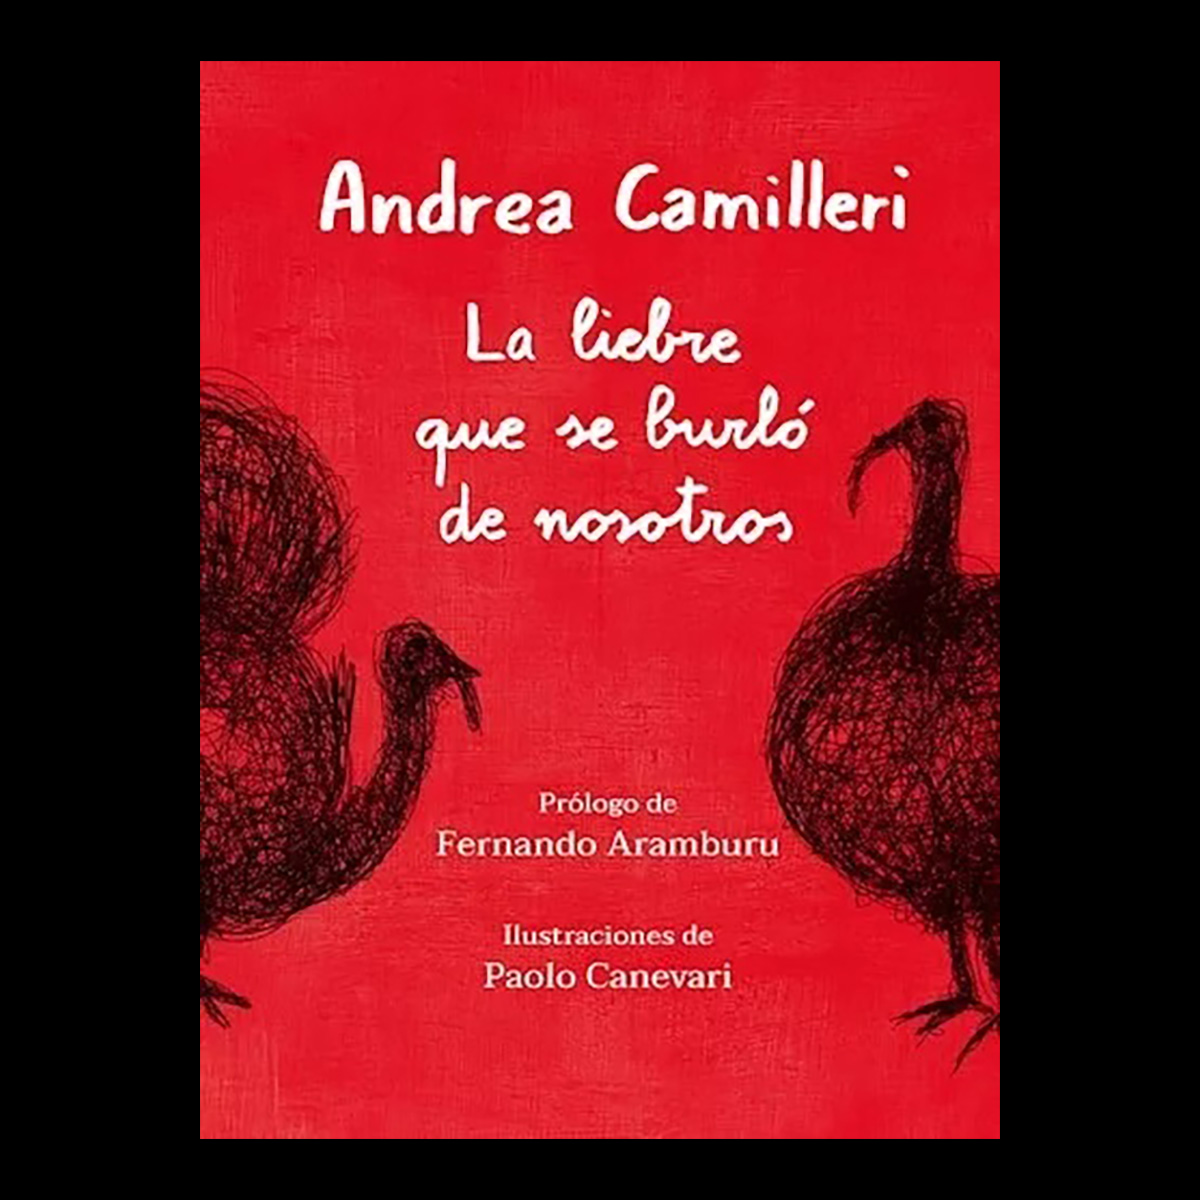 Andrea Camilleri
La liebre
que se burló
de nosotros
Prólogo de
Fernando Aramburu
Ilustraciones de
Paolo Canevari